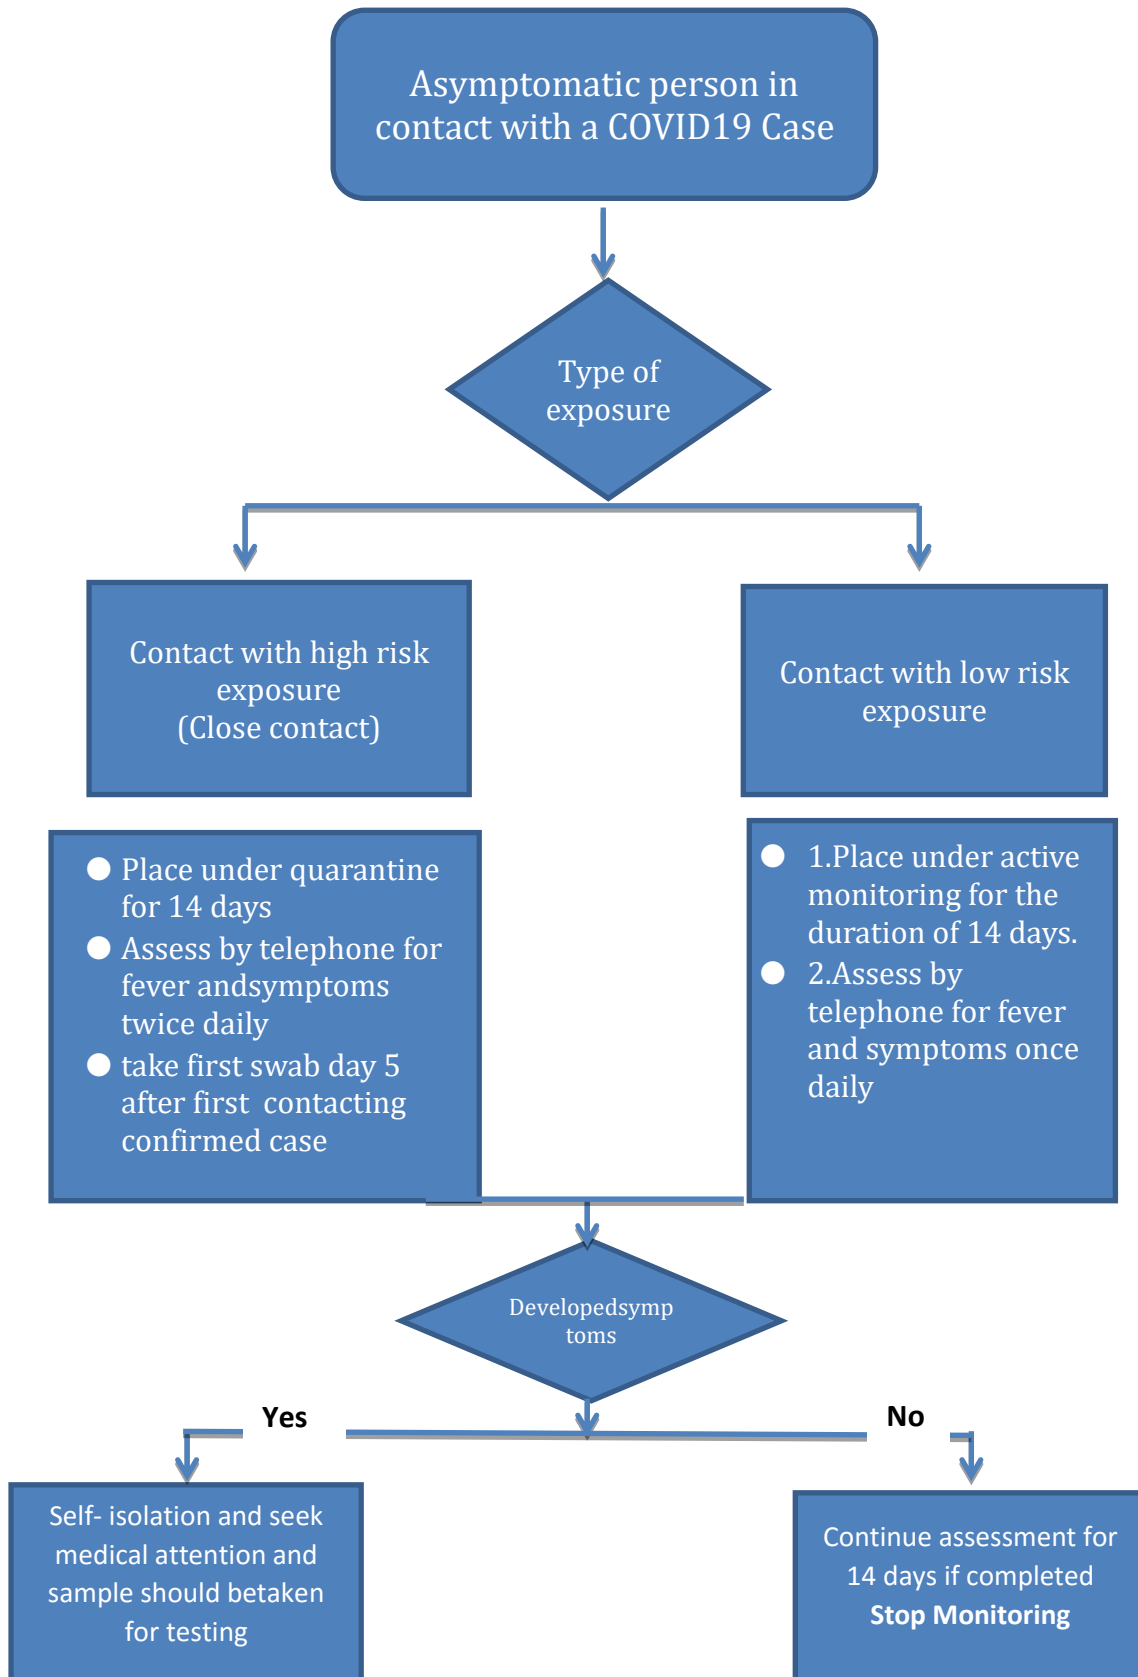 Asymptomatic person in
contact with a COVID19 Case
Type of
exposure
Contact with high risk
exposure
(Close contact)
Contact with low risk
exposure
● Place under quarantine
for 14 days
● Assess by telephone for
fever andsymptoms
twice daily
● take first swab day 5
after first contacting
confirmed case
● 1.Place under active
monitoring for the
duration of 14 days.
● 2.Assess by
telephone for fever
and symptoms once
daily
Developedsymp
toms
Yes
No
Self- isolation and seek
medical attention and
sample should betaken
for testing
Continue assessment for
14 days if completed
Stop Monitoring